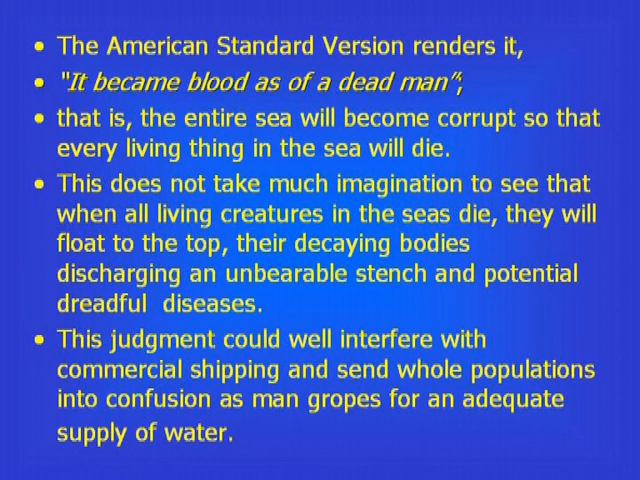 • The American Standard Version renders it,
• "It became blood as of a dead man";
• that is, the entire sea will become corrupt so that
every living thing in the sea will die.
• This does not take much imagination to see that
when all living creatures in the seas die, they will
float to the top, their decaying bodies
discharging an unbearable stench and potential
dreadful  diseases.
• This judgment could well interfere with
commercial shipping and send whole populations
into confusion as man gropes for an adequate
supply of water.